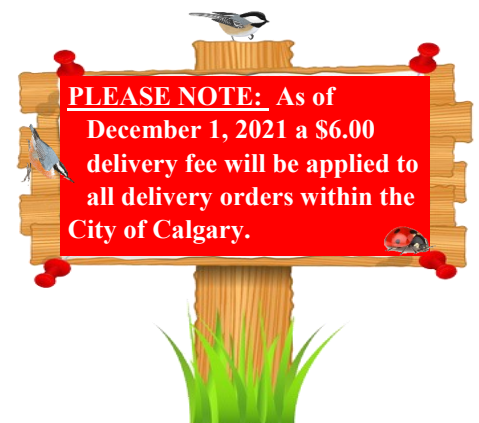 PLEASE NOTE: As of
December 1, 2021 a $6.00
delivery fee will be applied to
all delivery orders within the
City of Calgary.